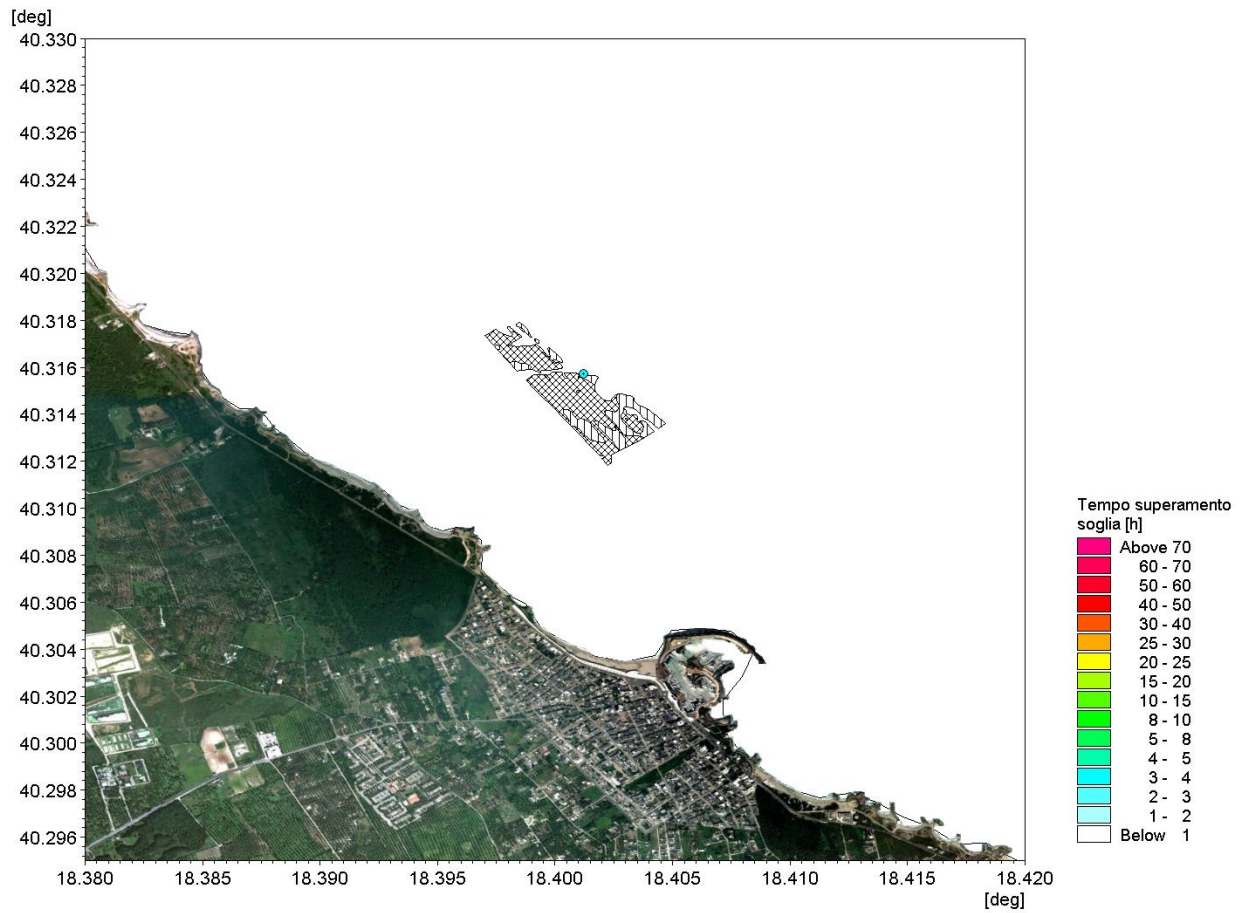 [deg]
40.330
40.328
40.326
40.324
40.322
40.320
40.318
40.316
40.314
40.312
40.310
40.308
40.306
40.304
40.302
40.300
40.298
40.296
18.380 18.385 18.390 18.395 18.400 18.405 18.410 18.415 18.420
[deg]
Tempo superamento
soglia [h]
Above 70
60 - 70
50 - 60
40 - 50
30 - 40
25 - 30
20 - 25
15 - 20
10 - 15
8 - 10
5 - 8
4 - 5
3 - 4
2 - 3
1 - 2
Below 1